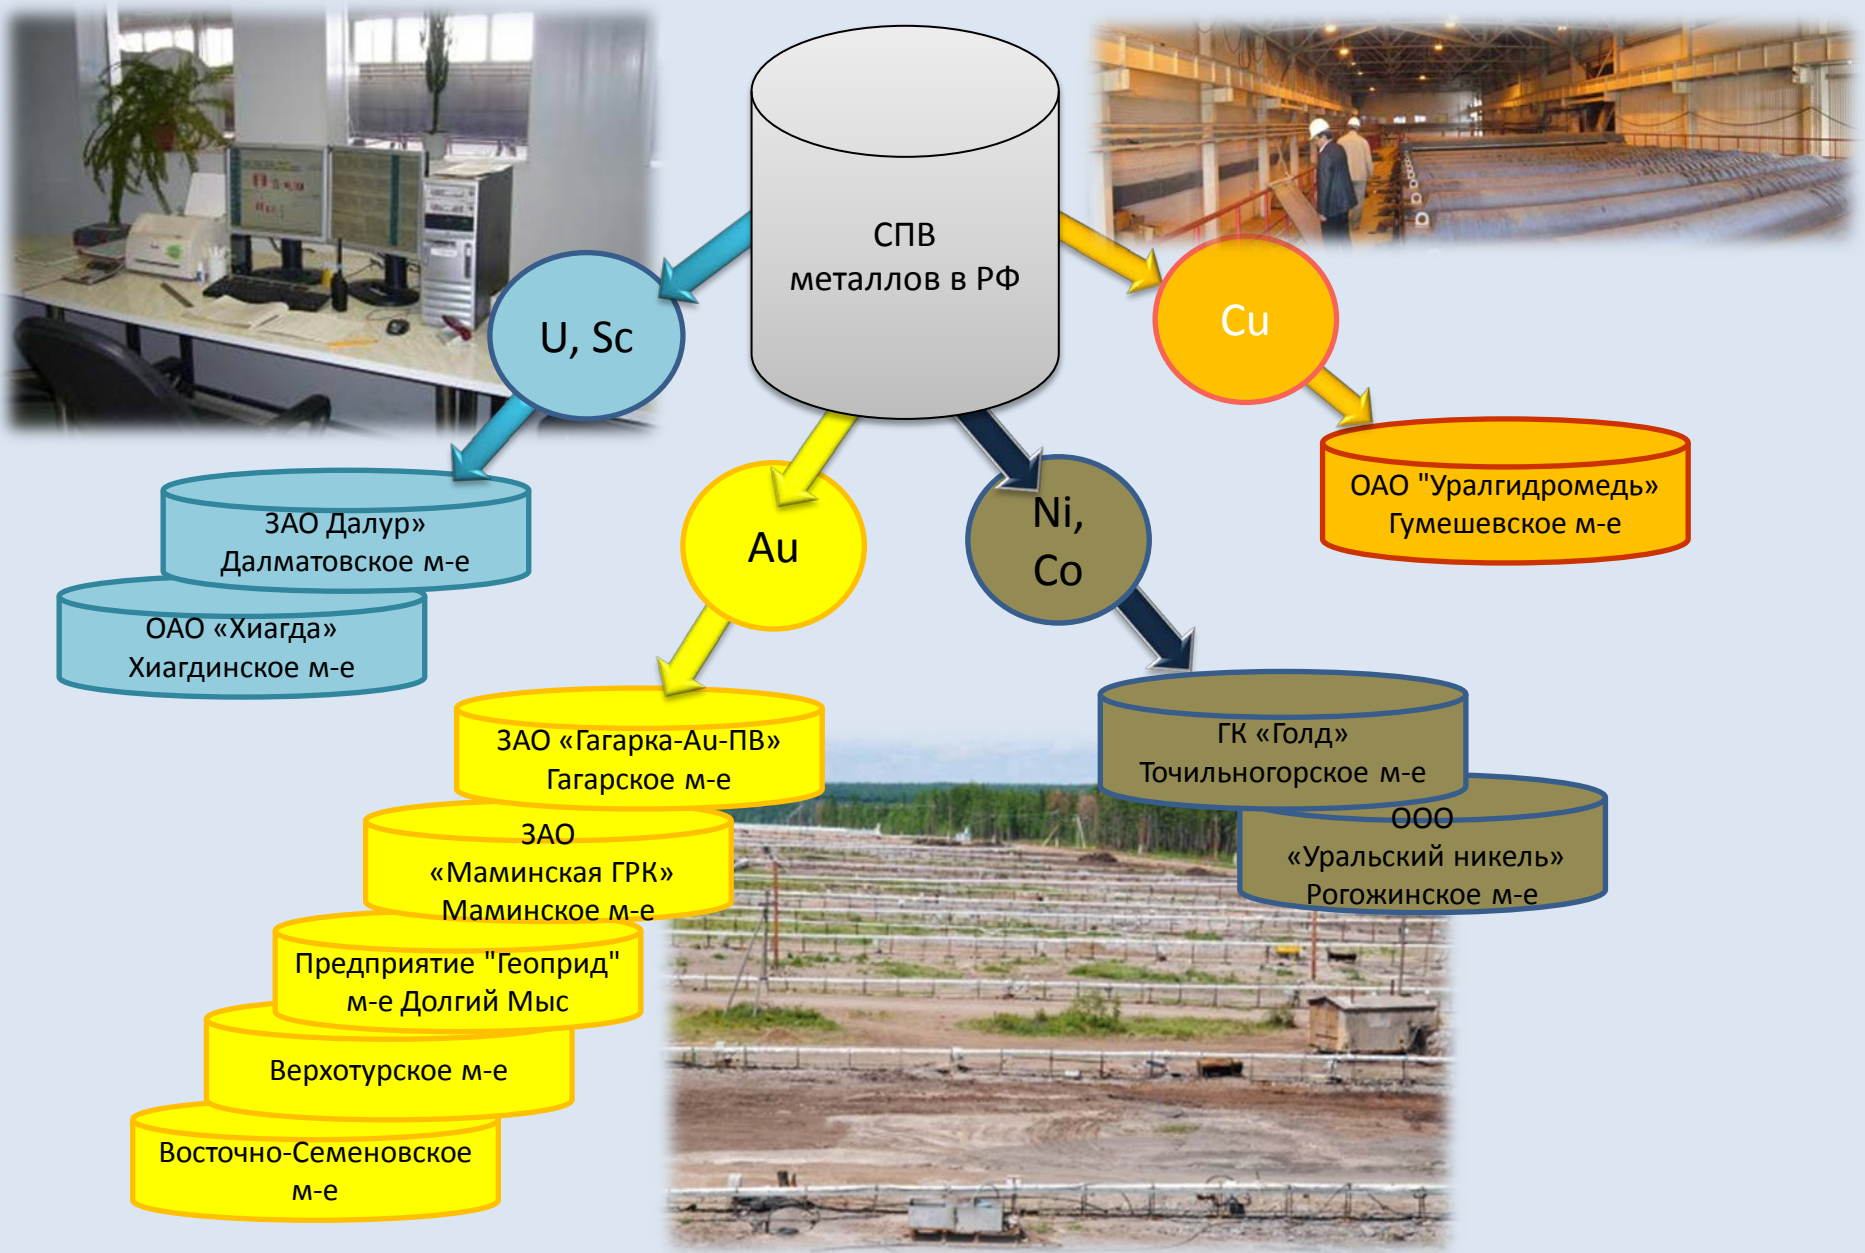 СПВ
металлов в РФ
U, Sc
Cu
Au
Ni,
Co
ЗАО Далур»
Далматовское м-е
ОАО «Хиагда»
Хиагдинское м-е
ОАО "Уралгидромедь»
Гумешевское м-е
ЗАО «Гагарка-Au-ПВ»
Гагарское м-е
ЗАО
«Маминская ГРК»
Маминское м-е
Предприятие "Геоприд"
м-е Долгий Мыс
Верхотурское м-е
Восточно-Семеновское
м-е
ГК «Голд»
Точильногорское м-е
ООО
«Уральский никель»
Рогожинское м-е